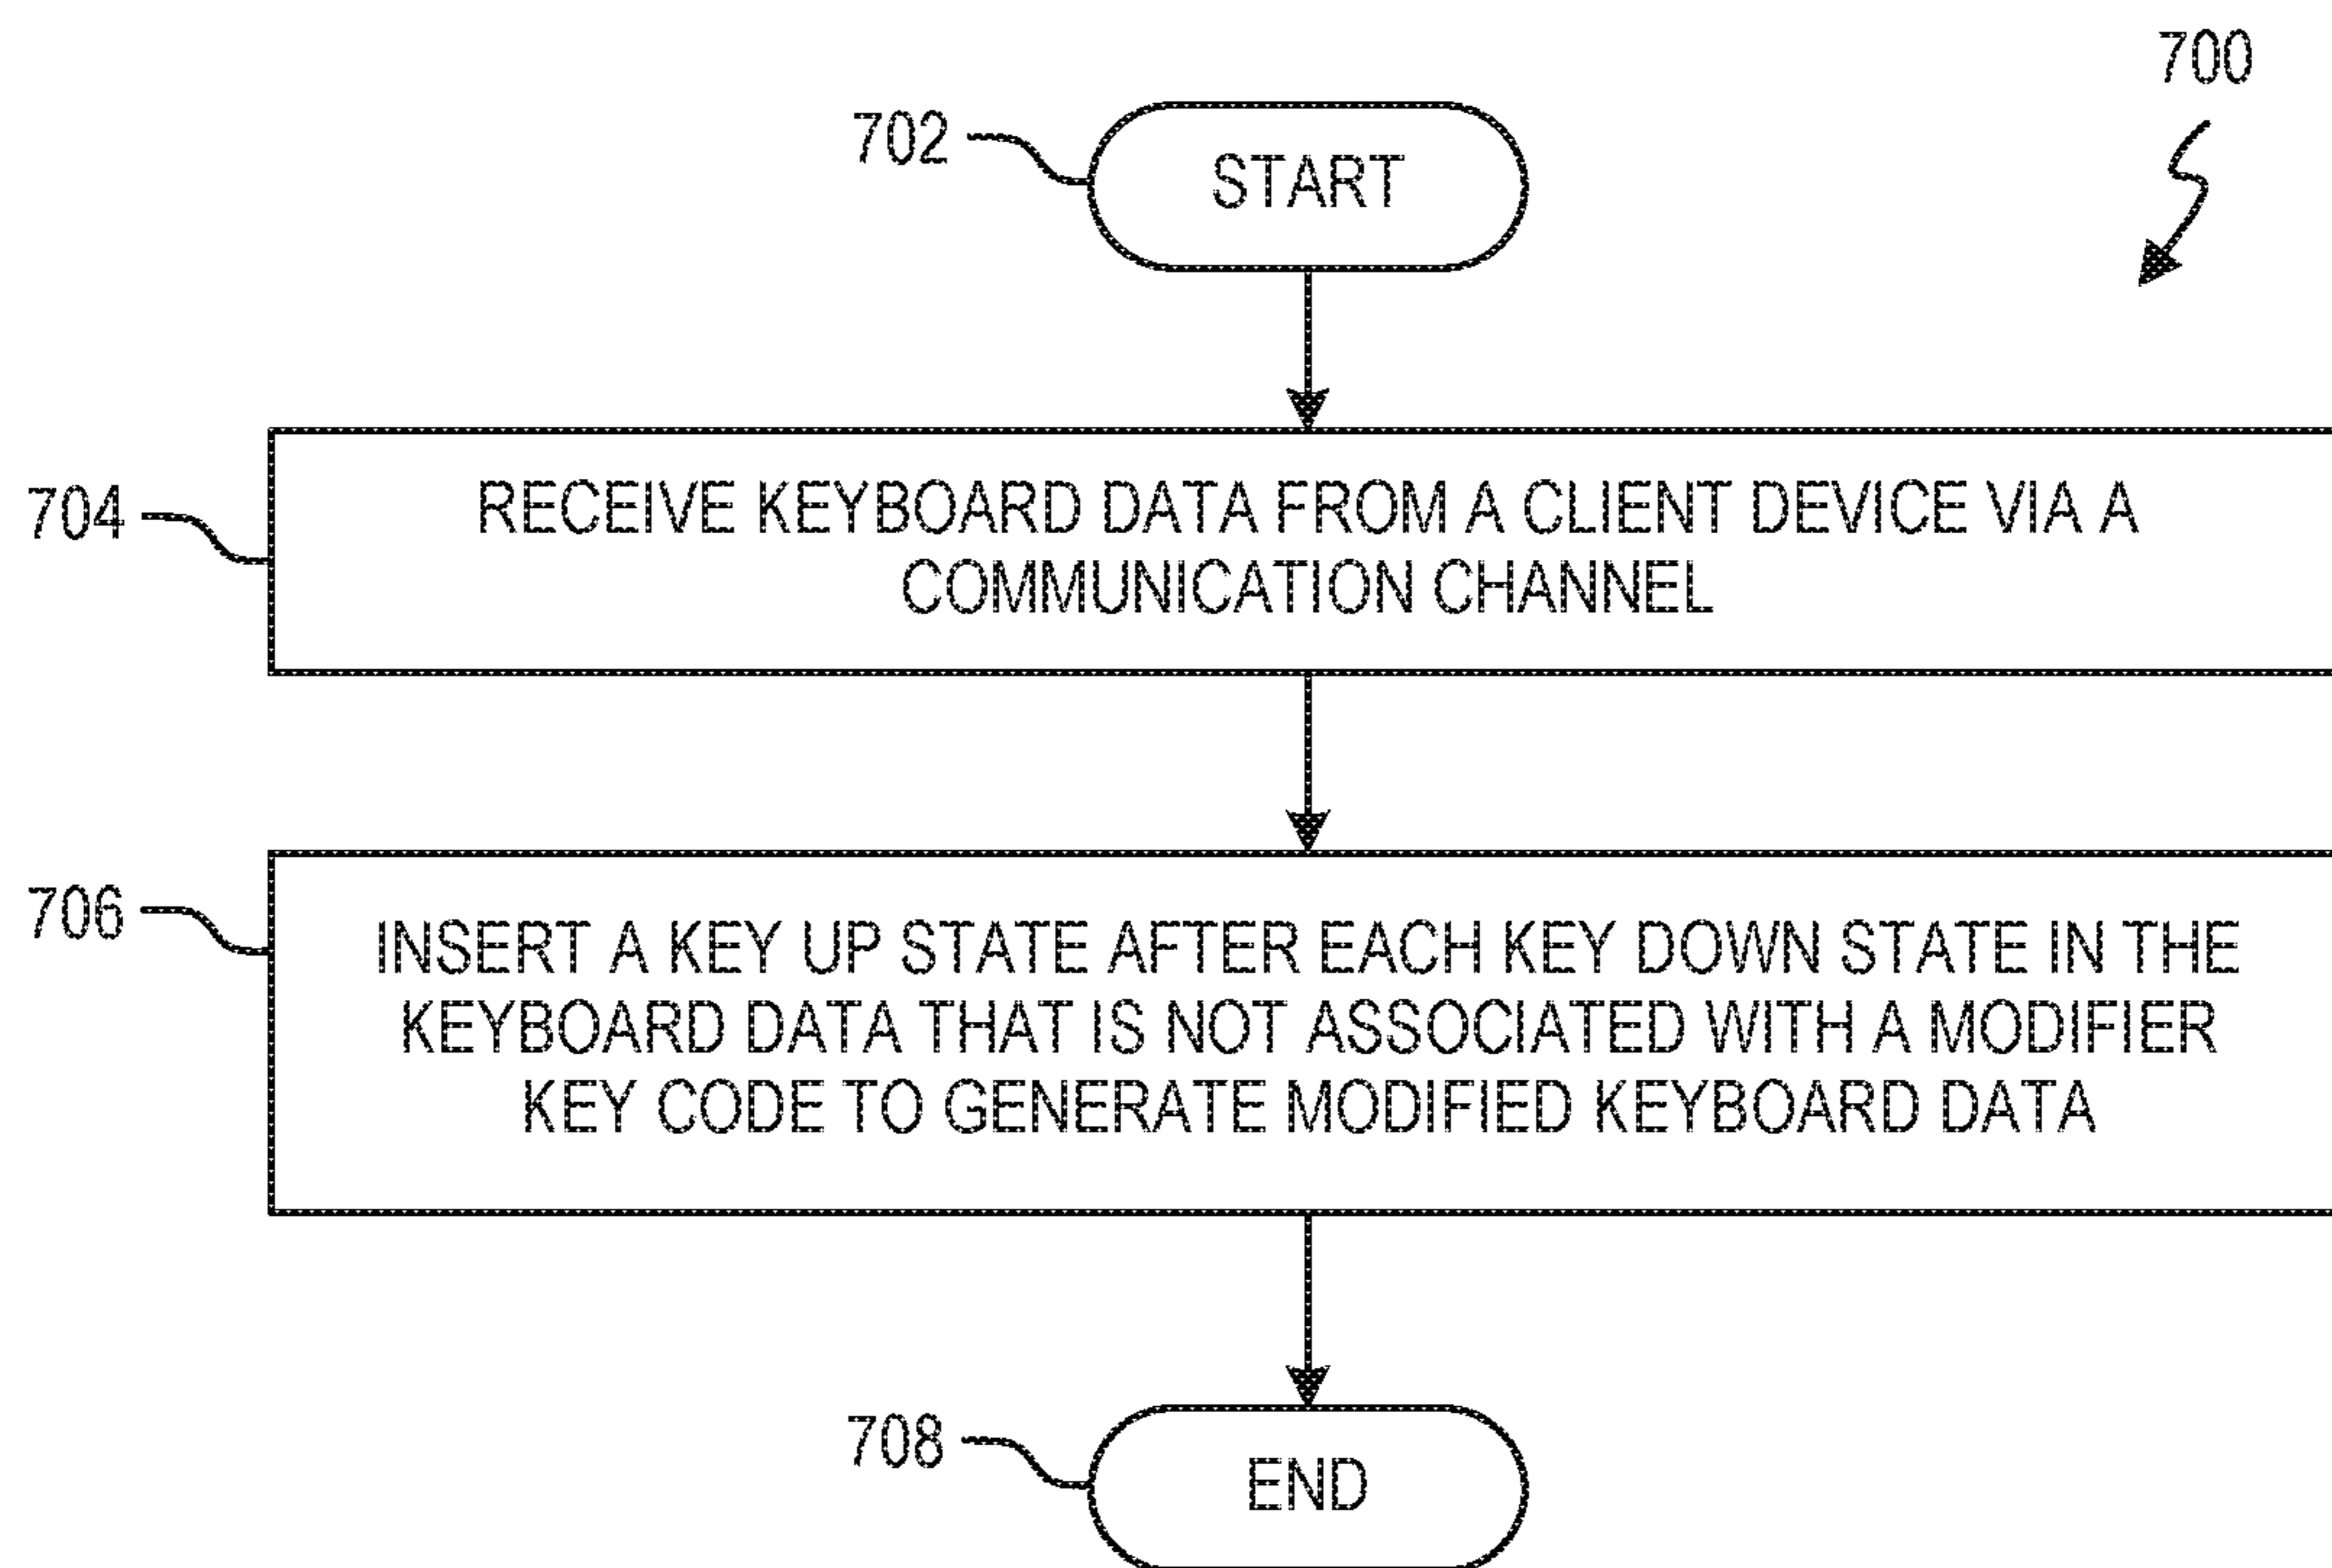 700
702
START
704
RECEIVE KEYBOARD DATA FROM A CLIENT DEVICE VIA A
COMMUNICATION CHANNEL
706
INSERT A KEY UP STATE AFTER EACH KEY DOWN STATE IN THE
KEYBOARD DATA THAT IS NOT ASSOCIATED WITH A MODIFIER
KEY CODE TO GENERATE MODIFIED KEYBOARD DATA
708
END